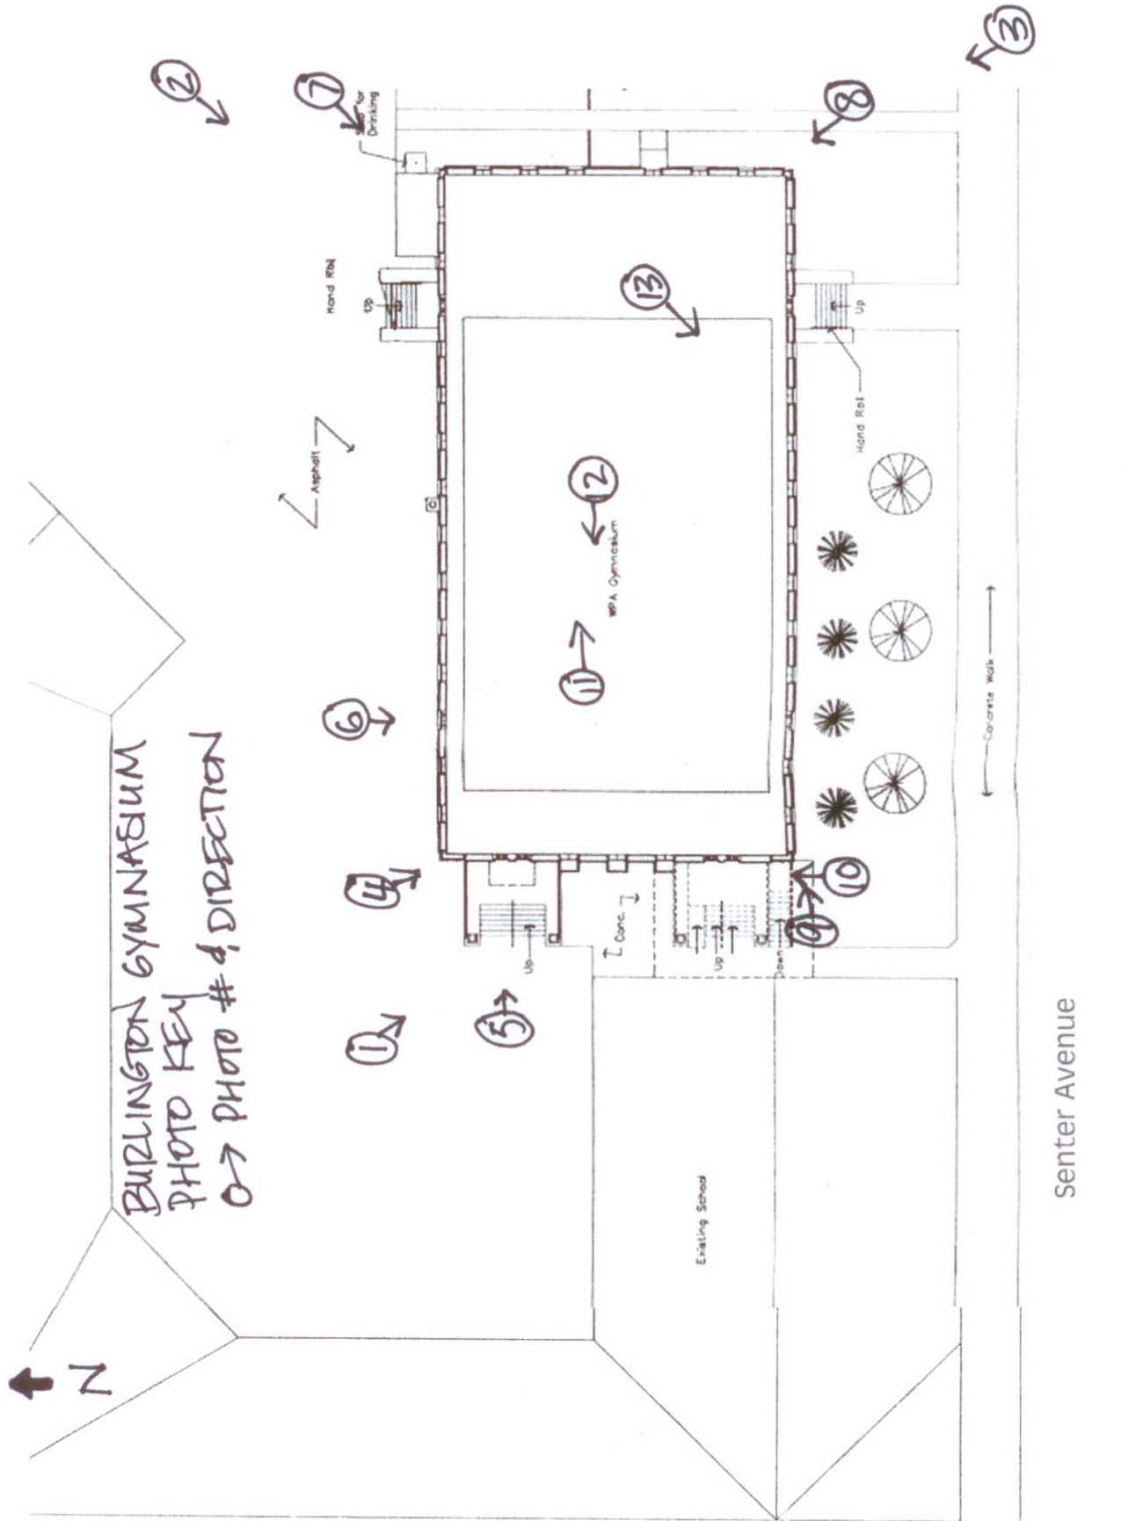 BURLINGTON GYMNASIUM
PHOTO KEY
O→ PHOTO # & DIRECTION
N
1
2
3
4
5
6
7
8
9
10
11
12
13
for
Drinking
Hand Rail
Up
Asphalt
WPA Gymnasium
Up
Hand Rail
Up
Conc.
Up
Down
Concrete Walk
Existing School
Senter Avenue